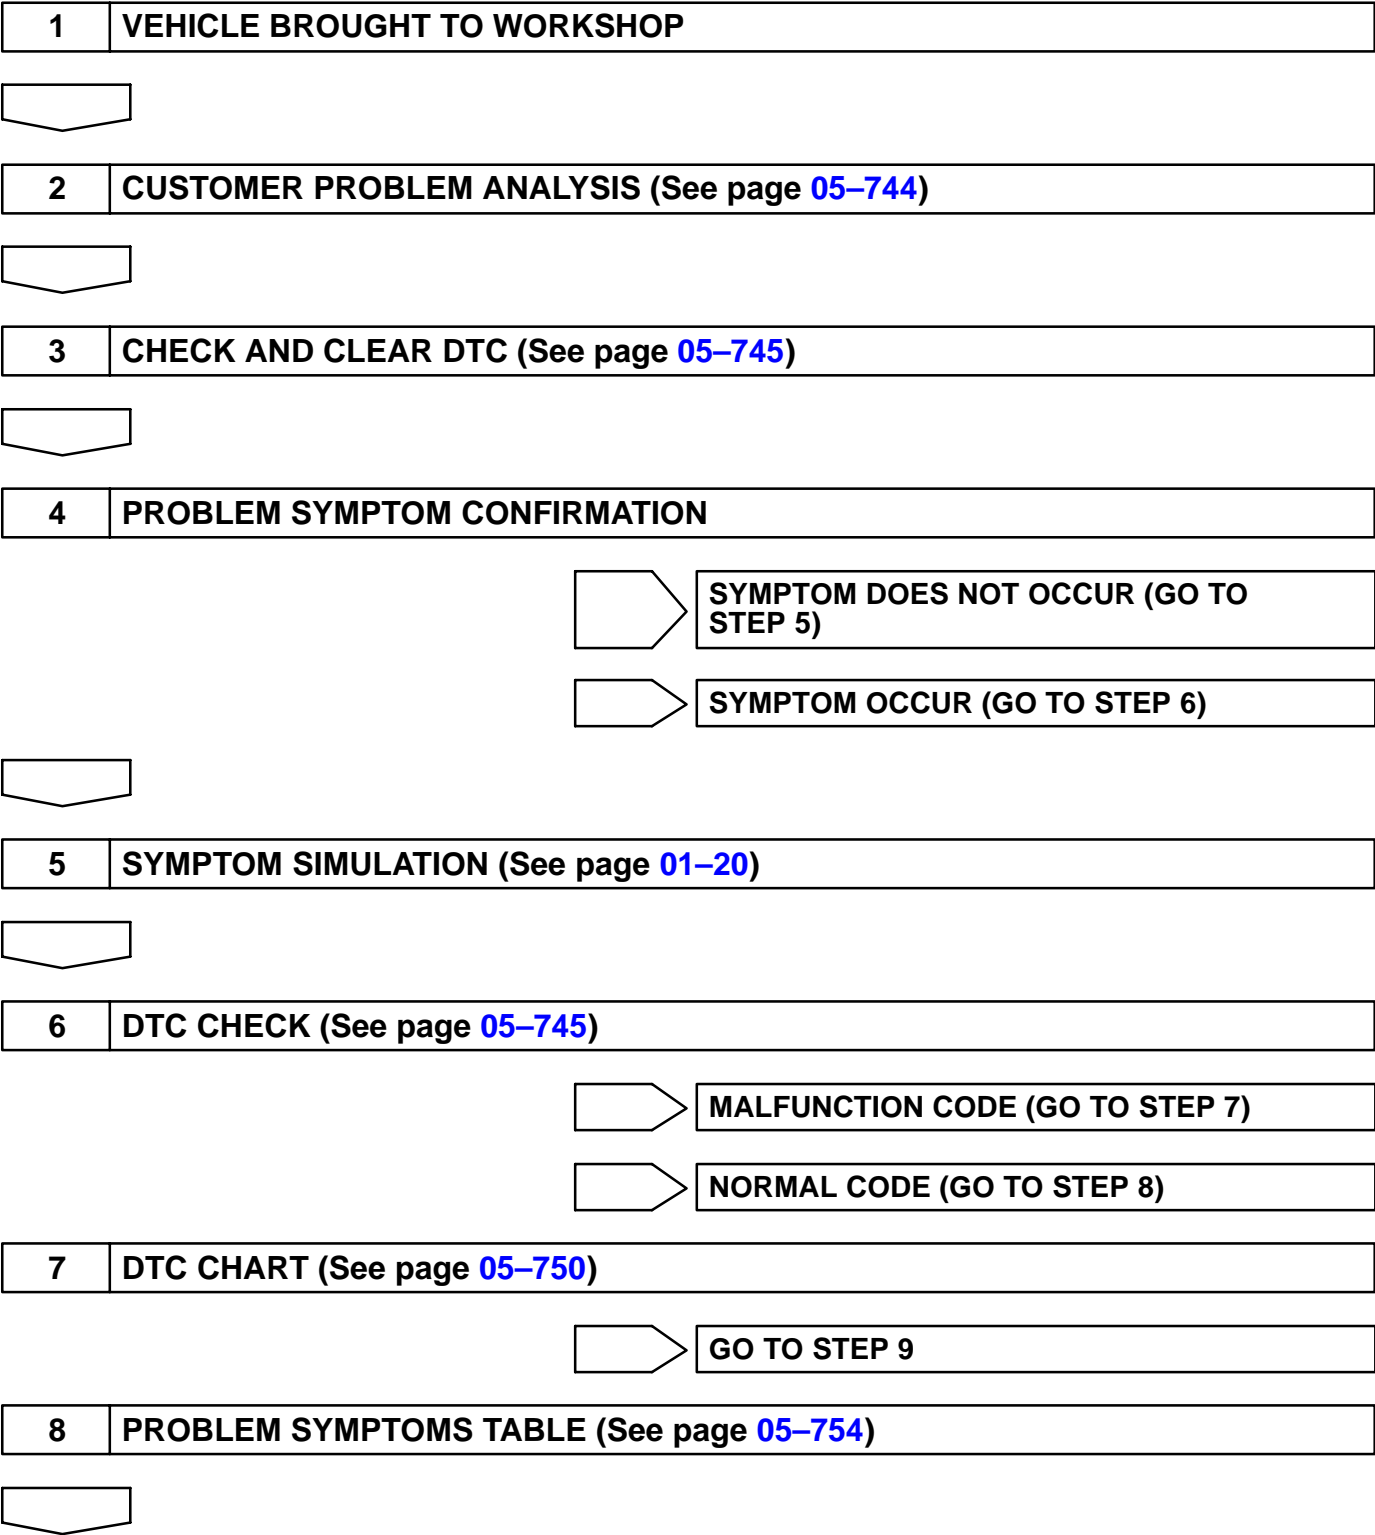 1 VEHICLE BROUGHT TO WORKSHOP
2 CUSTOMER PROBLEM ANALYSIS (See page 05–744)
3 CHECK AND CLEAR DTC (See page 05–745)
4 PROBLEM SYMPTOM CONFIRMATION
SYMPTOM DOES NOT OCCUR (GO TO
STEP 5)
SYMPTOM OCCUR (GO TO STEP 6)
5 SYMPTOM SIMULATION (See page 01–20)
6 DTC CHECK (See page 05–745)
MALFUNCTION CODE (GO TO STEP 7)
NORMAL CODE (GO TO STEP 8)
7 DTC CHART (See page 05–750)
GO TO STEP 9
8 PROBLEM SYMPTOMS TABLE (See page 05–754)